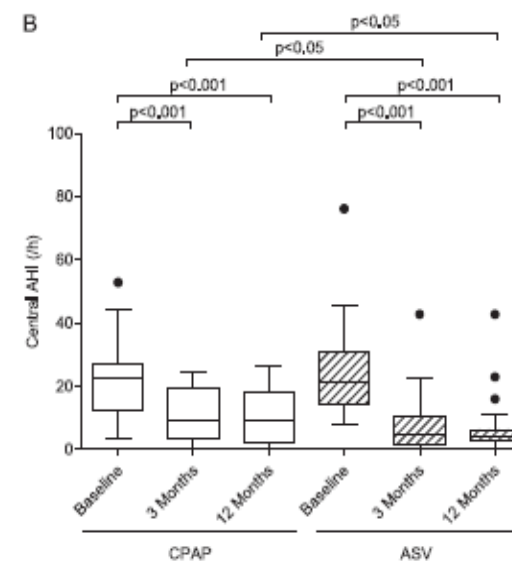 B
p<0.05
p<0.05
p<0.001 p<0.001
p<0.001 p<0.001
100
80
60
40
20
0
Central AHI (/h)
Baseline 3 Months 12 Months Baseline 3 Months 12 Months
CPAP ASV